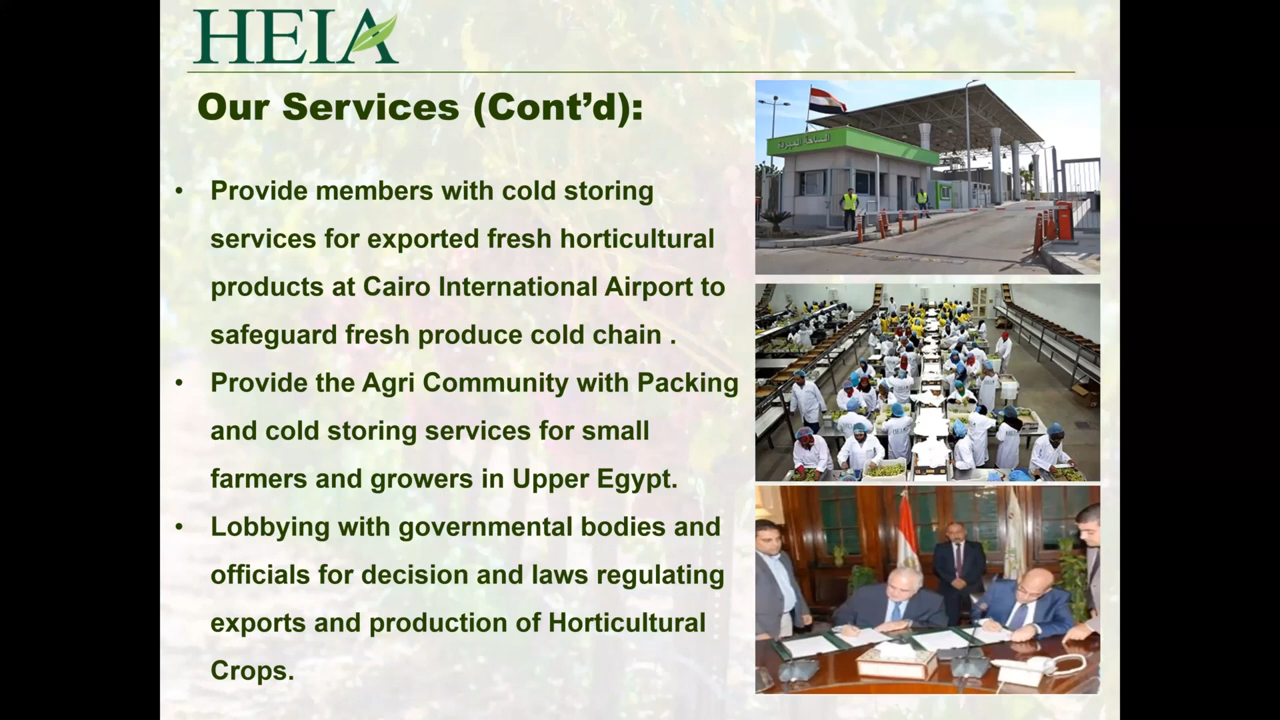 HEIA
Our Services (Cont’d):
• Provide members with cold storing
services for exported fresh horticultural
products at Cairo International Airport to
safeguard fresh produce cold chain .
• Provide the Agri Community with Packing
and cold storing services for small
farmers and growers in Upper Egypt.
• Lobbying with governmental bodies and
officials for decision and laws regulating
exports and production of Horticultural
Crops.